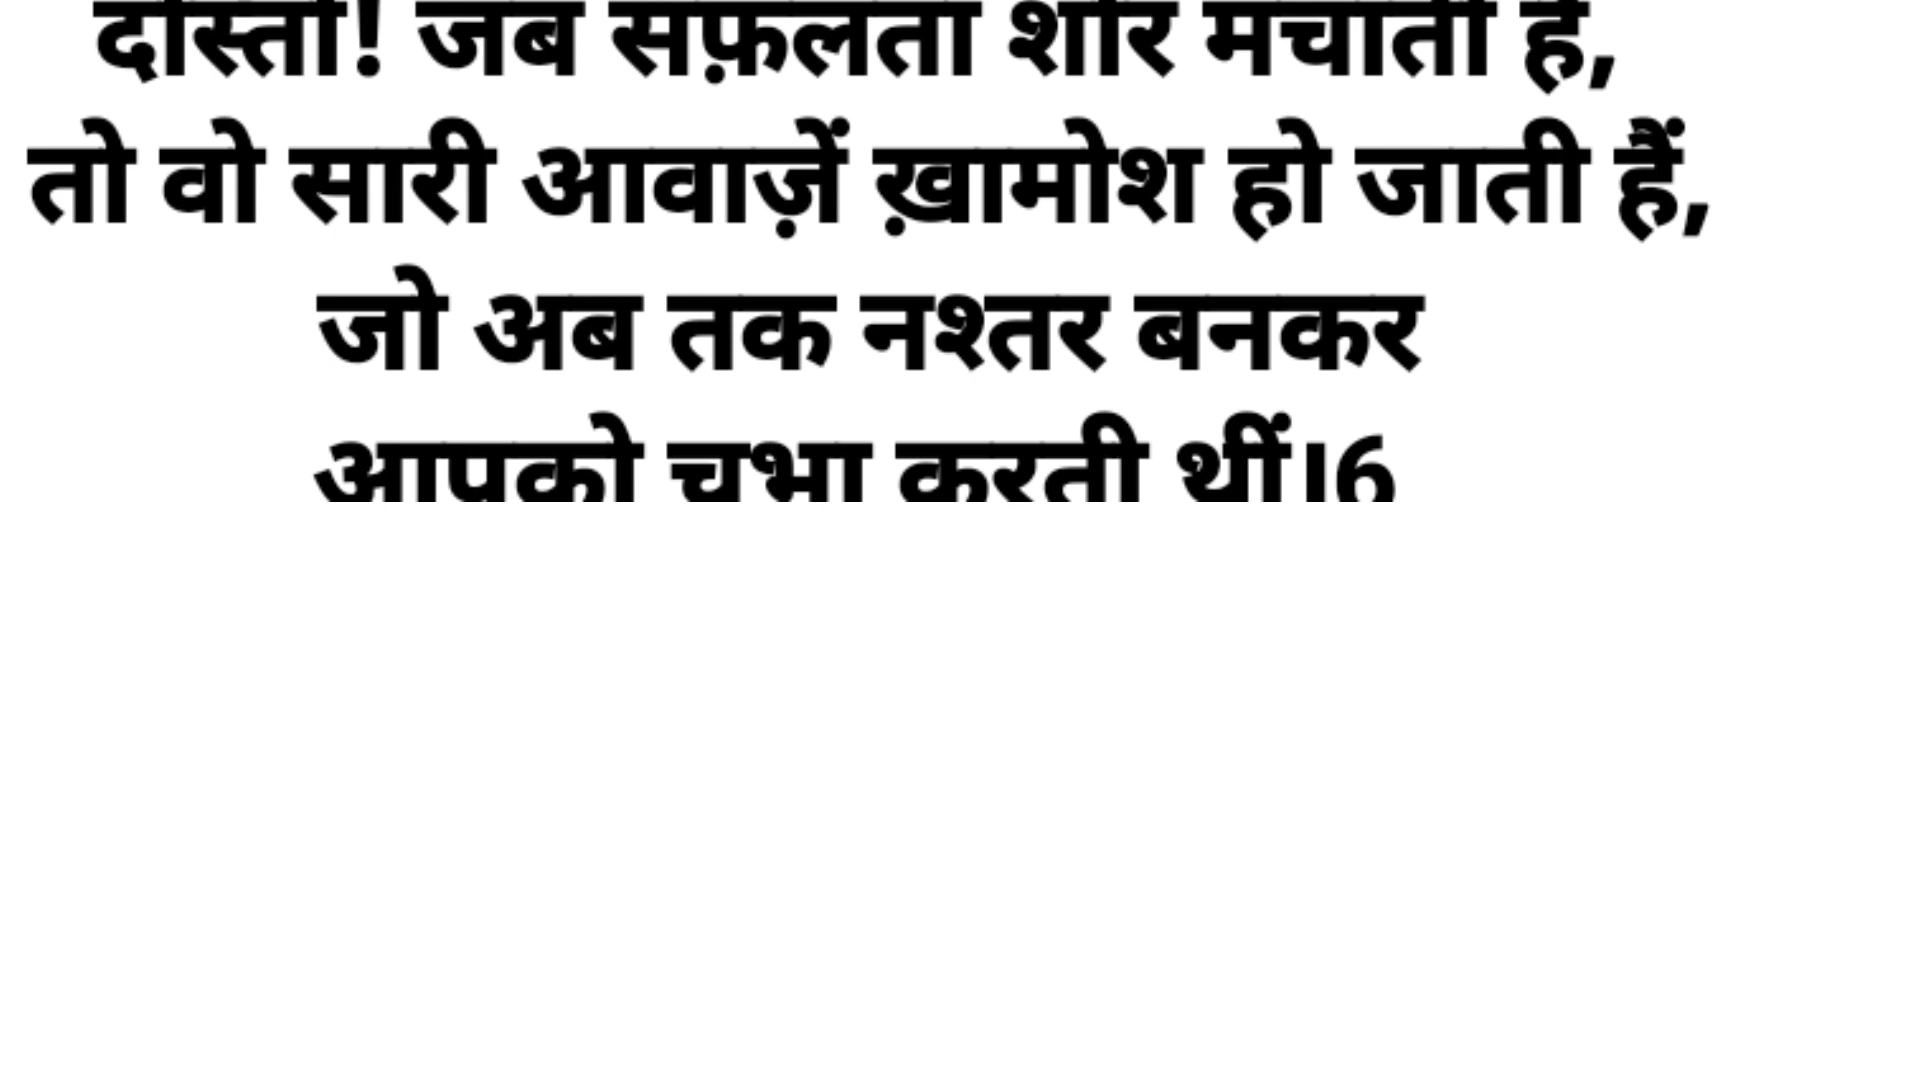 दोस्तों! जब सफ़लता शोर मचाती है,
तो वो सारी आवाज़ें ख़ामोश हो जाती हैं,
जो अब तक नश्तर बनकर
आपको चुभा करती थीं।6